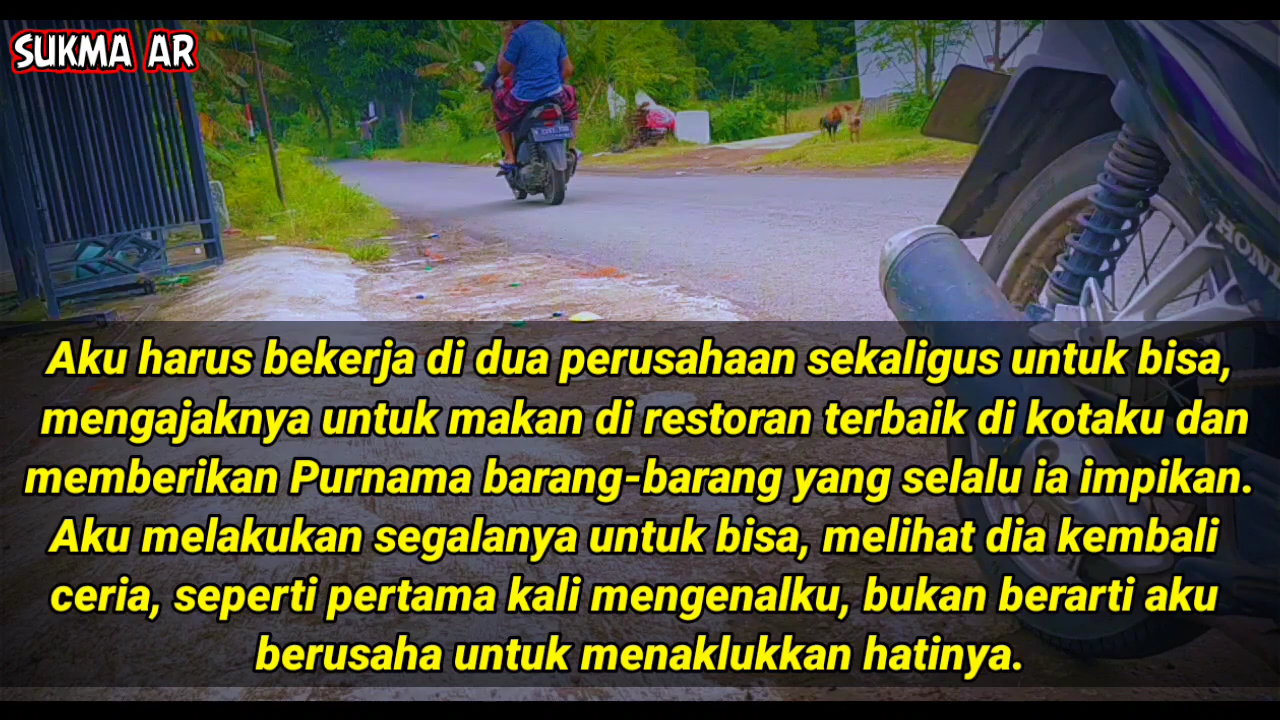 SUKMA AR
HON
Aku harus bekerja di dua perusahaan sekaligus untuk bisa,
mengajaknya untuk makan di restoran terbaik di kotaku dan
memberikan Purnama barang-barang yang selalu ia impikan.
Aku melakukan segalanya untuk bisa, melihat dia kembali
ceria, seperti pertama kali mengenalku, bukan berarti aku
berusaha untuk menaklukkan hatinya.